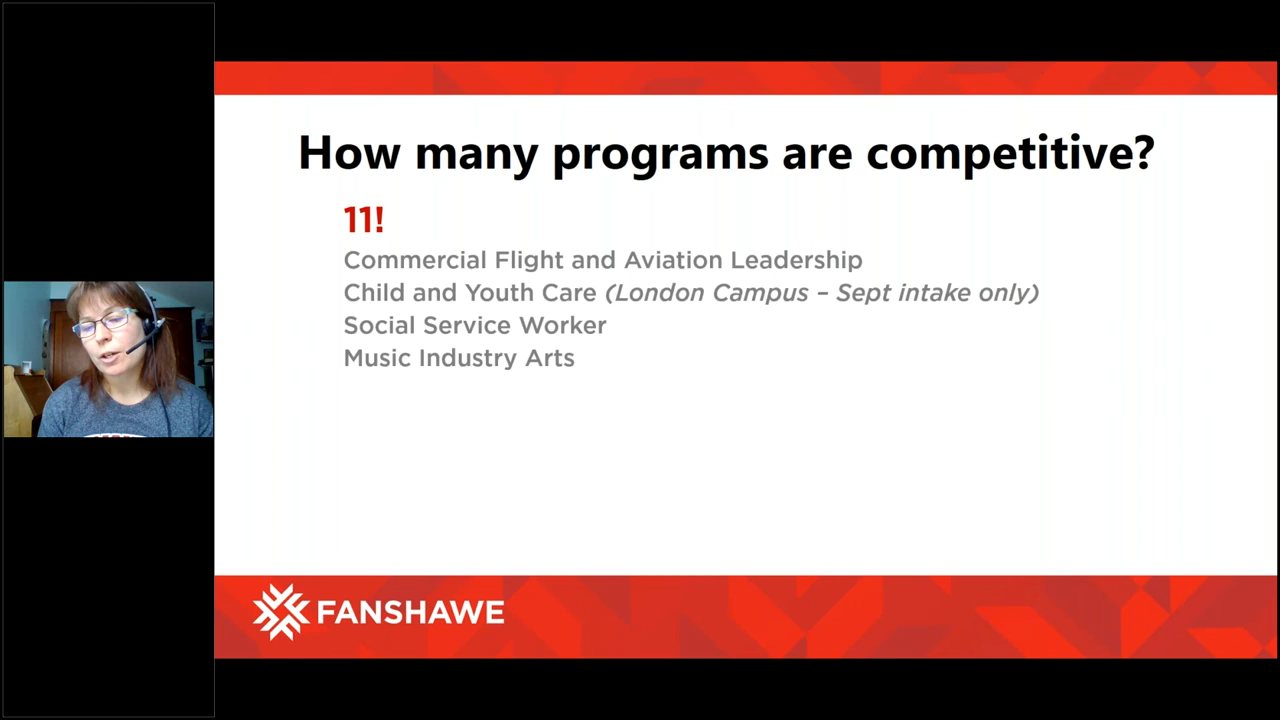 How many programs are competitive?
11!
Commercial Flight and Aviation Leadership
Child and Youth Care (London Campus – Sept intake only)
Social Service Worker
Music Industry Arts
FANSHAWE